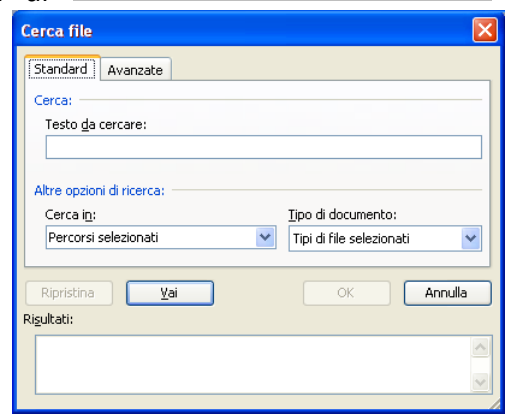 Cerca file
Standard Avanzate
Cerca:
Testo da cercare:
Altre opzioni di ricerca:
Cerca in: Tipo di documento:
Percorsi selezionati Tipi di file selezionati
Ripristina Vai OK Annulla
Risultati: